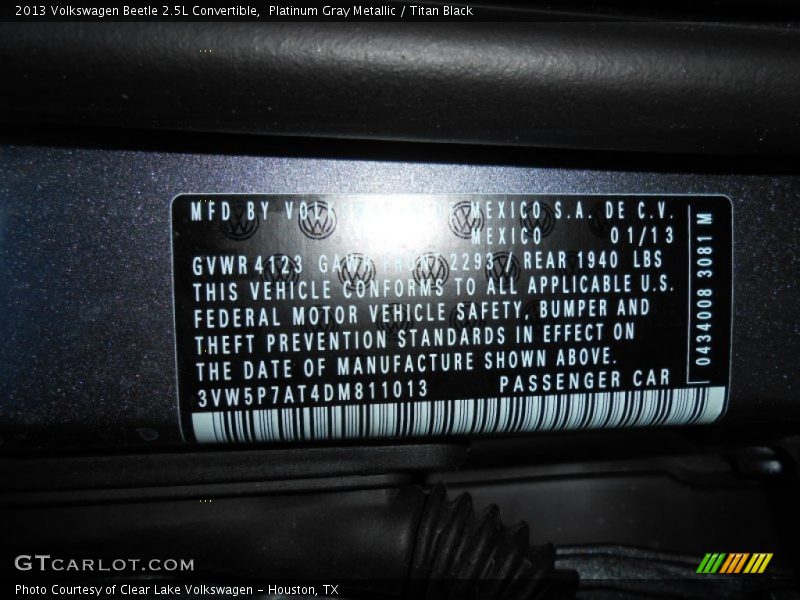 2013 Volkswagen Beetle 2.5L Convertible, Platinum Gray Metallic / Titan Black
MFD BY MEXICO S.A. DE C.V.
MEXICO 01/13
GVWR 4123 GAWR FRONT 2293 / REAR 1940 LBS
THIS VEHICLE CONFORMS TO ALL APPLICABLE U.S.
FEDERAL MOTOR VEHICLE SAFETY, BUMPER AND
THEFT PREVENTION STANDARDS IN EFFECT ON
THE DATE OF MANUFACTURE SHOWN ABOVE.
3VW5P7AT4DM811013 PASSENGER CAR
0434008 3081 M
GTCARLOT.COM
Photo Courtesy of Clear Lake Volkswagen - Houston, TX